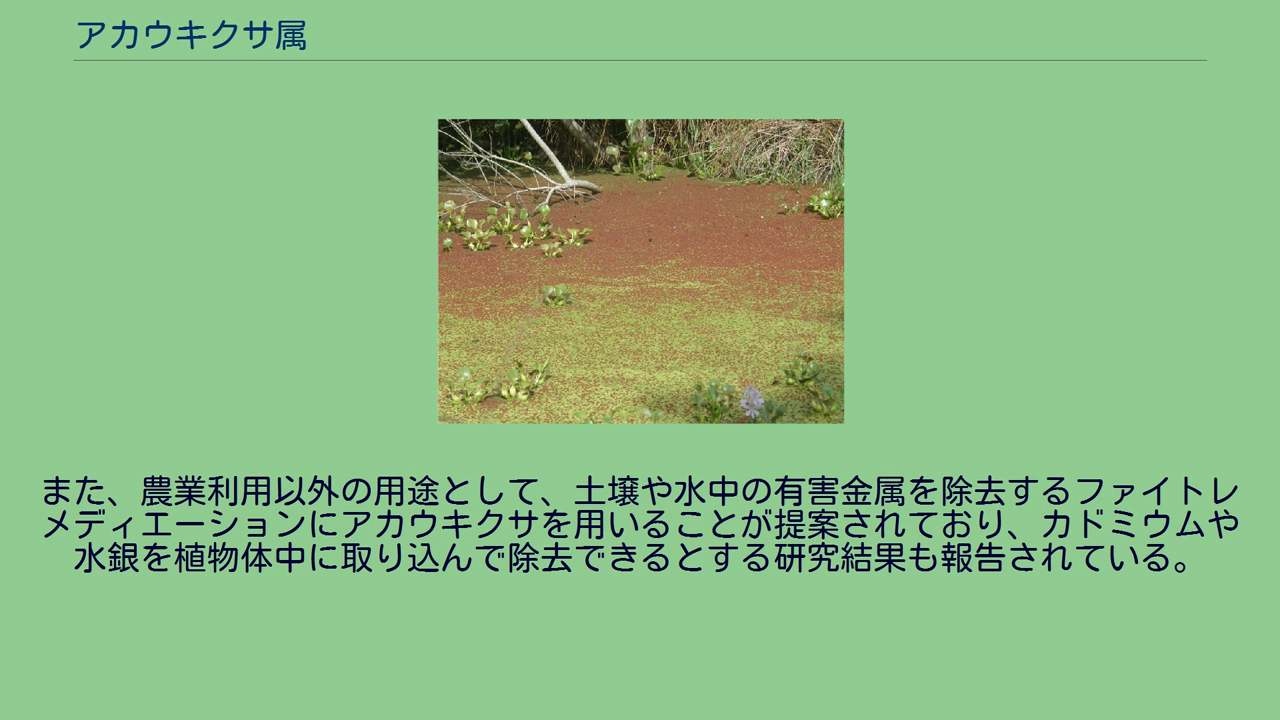 アカウキクサ属
また、農業利用以外の用途として、土壌や水中の有害金属を除去するファイトレ
メディエーションにアカウキクサを用いることが提案されており、カドミウムや
水銀を植物体中に取り込んで除去できるとする研究結果も報告されている。